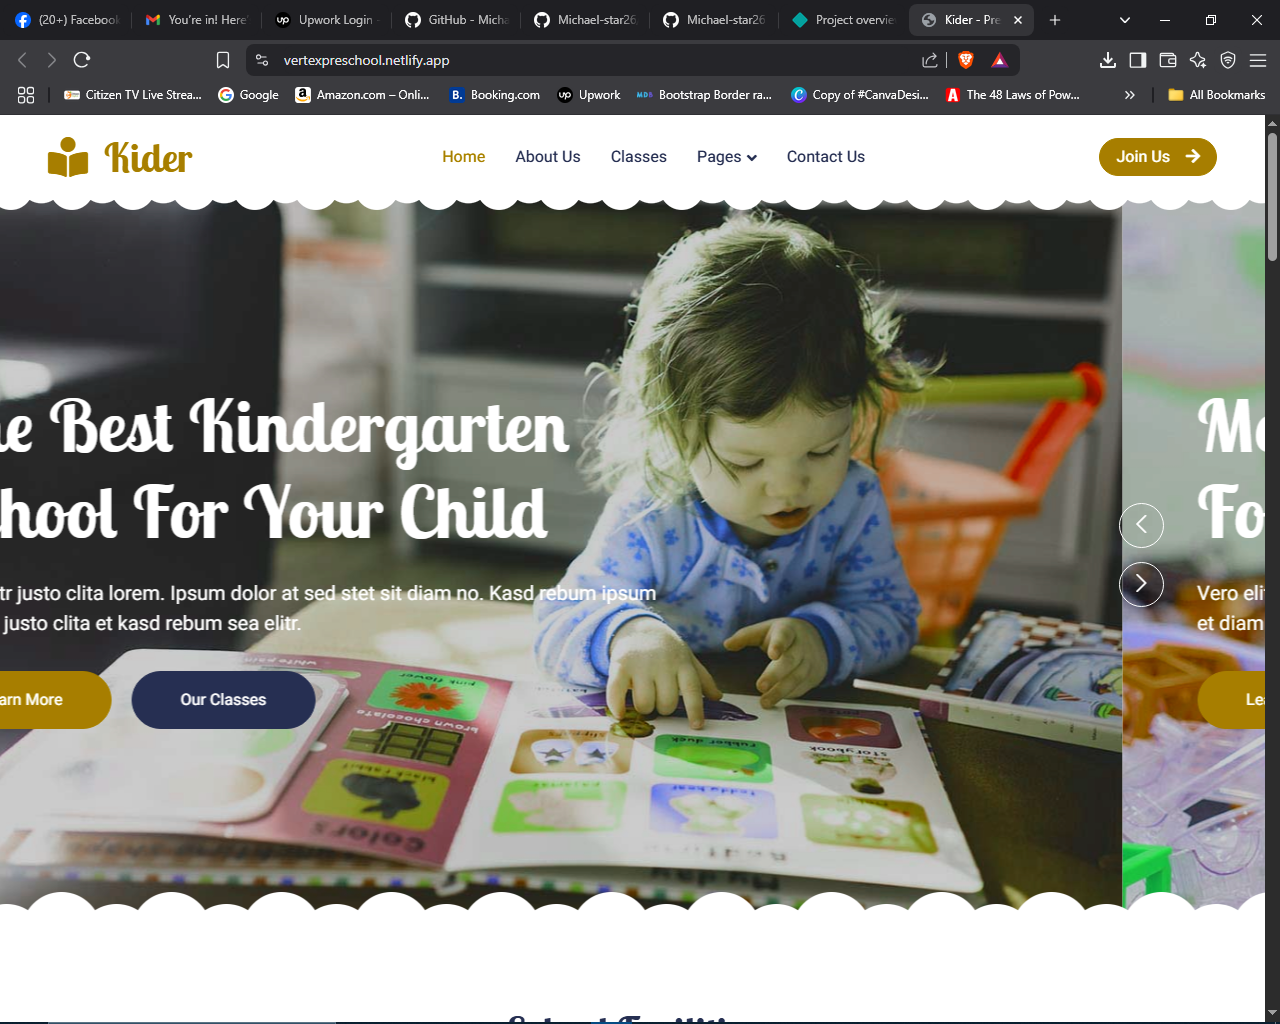 (20+) Facebook
You're in! Here'
Upwork Login -
GitHub - Micha
Michael-star26
Michael-star26
Project overvie
Kider - Pre
vertexpreschool.netlify.app
Citizen TV Live Strea...
Google
Amazon.com – Onli...
Booking.com
Upwork
Bootstrap Border ra...
Copy of #CanvaDesi...
The 48 Laws of Pow...
All Bookmarks
Kider
Home
About Us
Classes
Pages
Contact Us
Join Us
e Best Kindergarten
hool For Your Child
tr justo clita lorem. Ipsum dolor at sed stet sit diam no. Kasd rebum ipsum
justo clita et kasd rebum sea elitr.
arn More
Our Classes
Fo
Vero eli
et diam
Le
white paint
pink flower
brown chocolate
black rabbit
Colors
rubber duck
storybook
teddy bear
My day